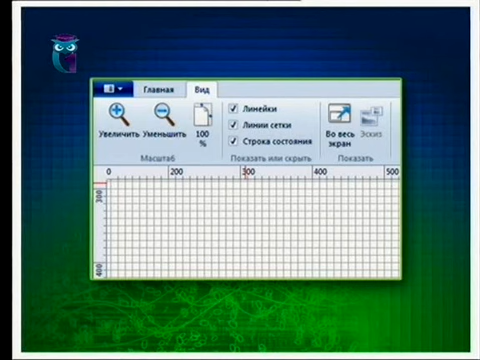 Главная Вид
Увеличить Уменьшить 100 %
Масштаб
Линейки
Линии сетки
Строка состояния
Показать или скрыть
Во весь экран
Эскиз
Показать
0 200 300 400 500
300
400